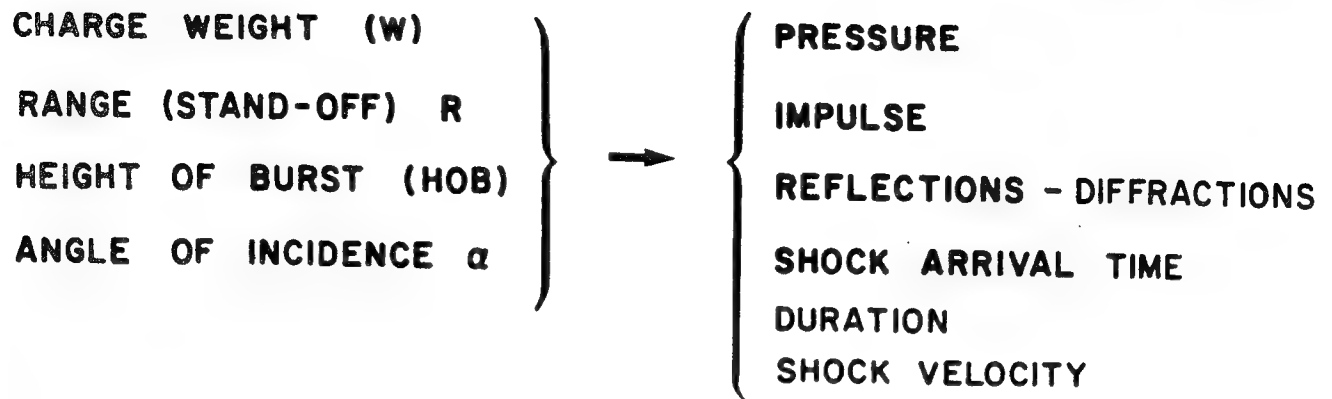 CHARGE WEIGHT (W)
RANGE (STAND-OFF) R
HEIGHT OF BURST (HOB)
ANGLE OF INCIDENCE α
→
PRESSURE
IMPULSE
REFLECTIONS - DIFFRACTIONS
SHOCK ARRIVAL TIME
DURATION
SHOCK VELOCITY